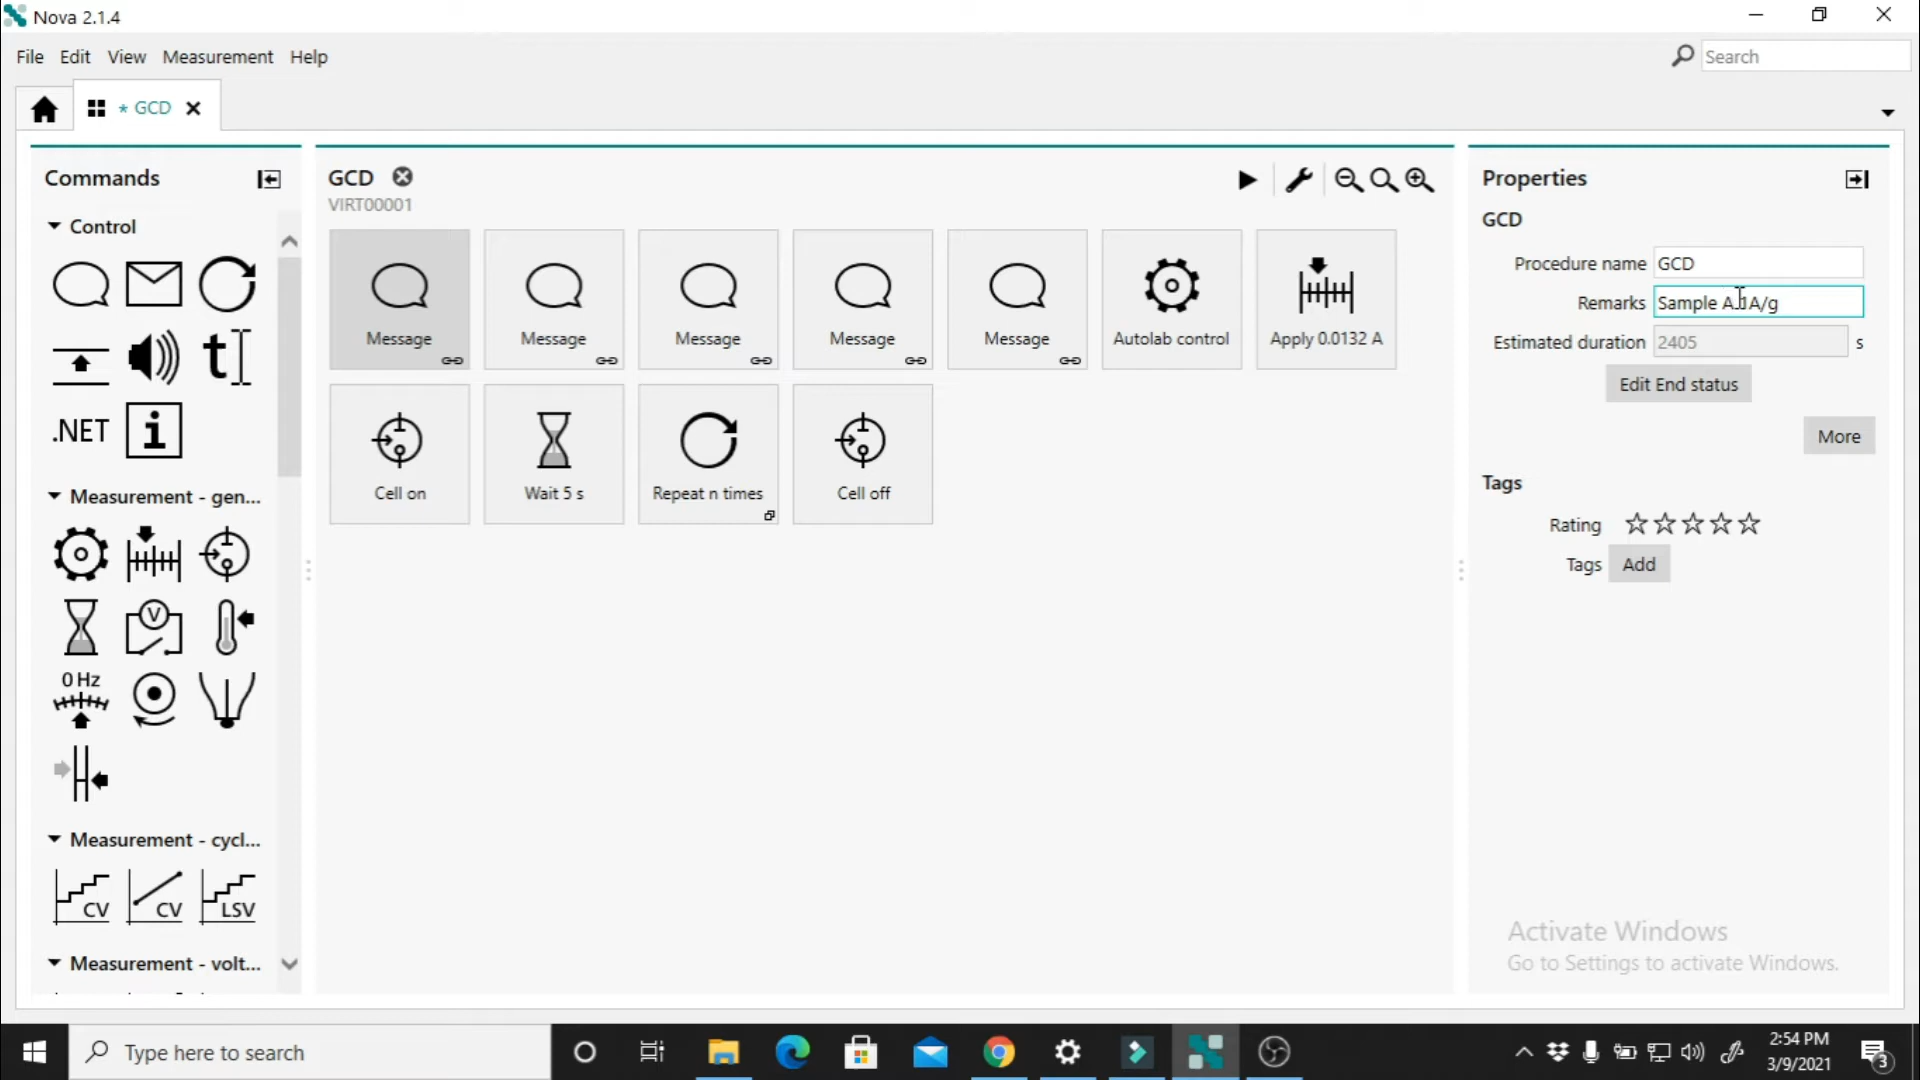 Nova 2.1.4
File Edit View Measurement Help
Search
* GCD
Commands
Control
.NET
Measurement - gen...
0 Hz
Measurement - cycl...
CV CV LSV
Measurement - volt...
GCD
VIRT00001
Message Message Message Message Message Autolab control Apply 0.0132 A
Cell on Wait 5 s Repeat n times Cell off
Properties
GCD
Procedure name GCD
Remarks Sample A.1A/g
Estimated duration 2405 s
Edit End status
More
Tags
Rating
Tags Add
Activate Windows
Go to Settings to activate Windows.
Type here to search
2:54 PM
3/9/2021
3